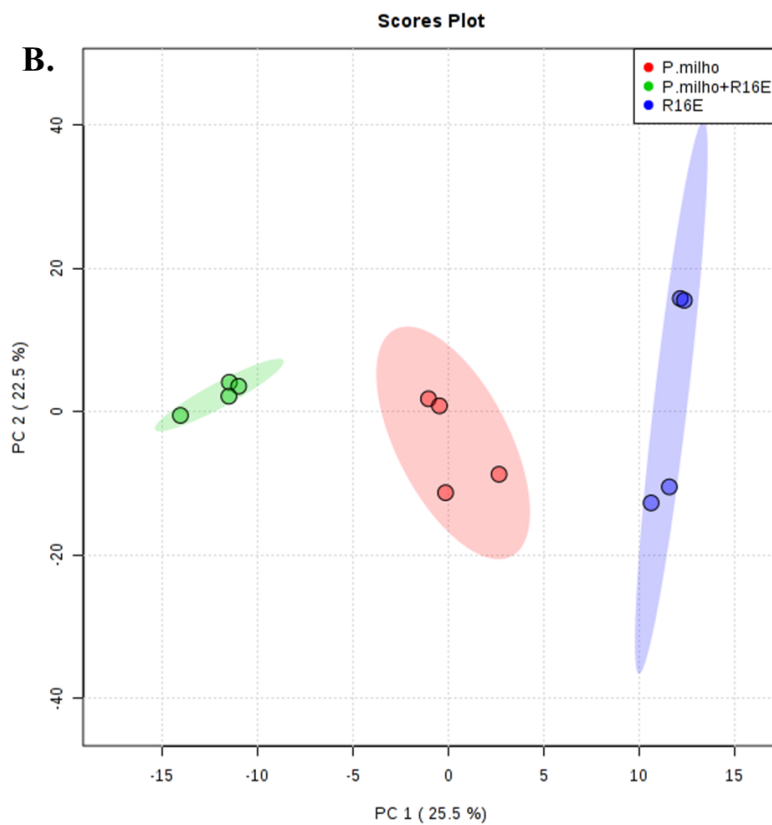 Scores Plot
B.
P.milho
P.milho+R16E
R16E
PC 2 ( 22.5 %)
40
20
0
-20
-40
-15 -10 -5 0 5 10 15
PC 1 ( 25.5 %)